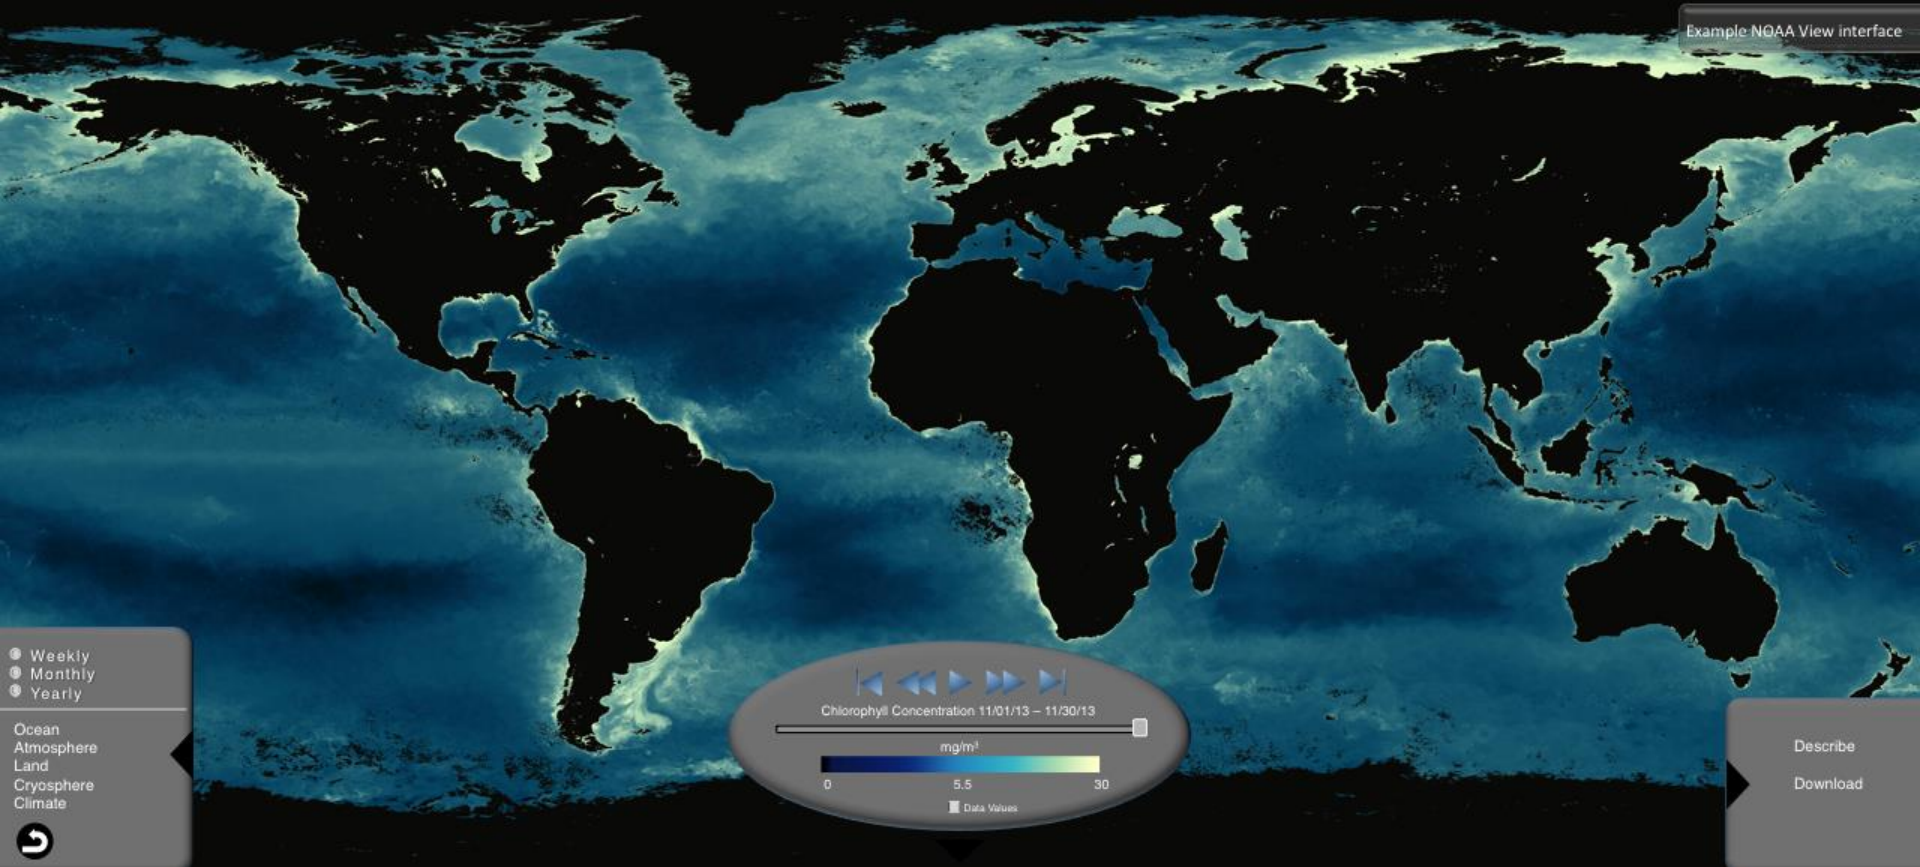 Example NOAA View interface
Weekly
Monthly
Yearly
Ocean
Atmosphere
Land
Cryosphere
Climate
Chlorophyll Concentration 11/01/13 – 11/30/13
mg/m³
0 5.5 30
Data Values
Describe
Download